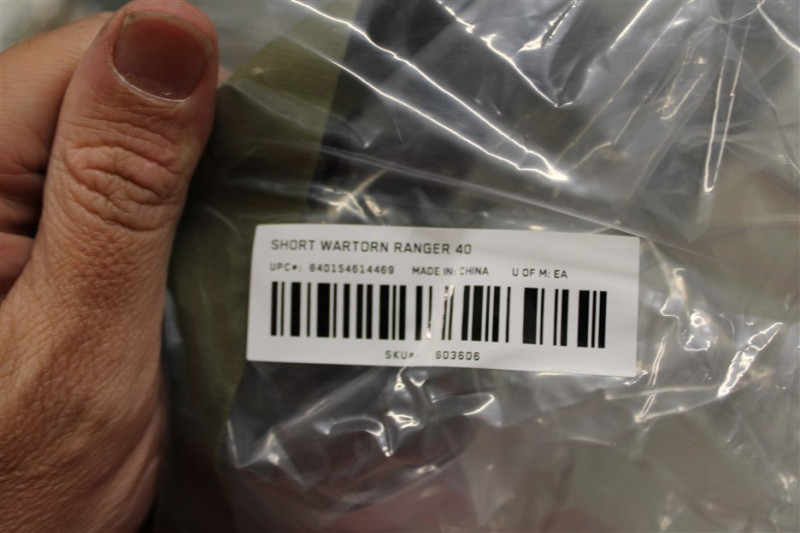 SHORT WARTORN RANGER 40
UPC#: 840154614469 MADE IN: CHINA U OF M: EA
SKU#: 603606